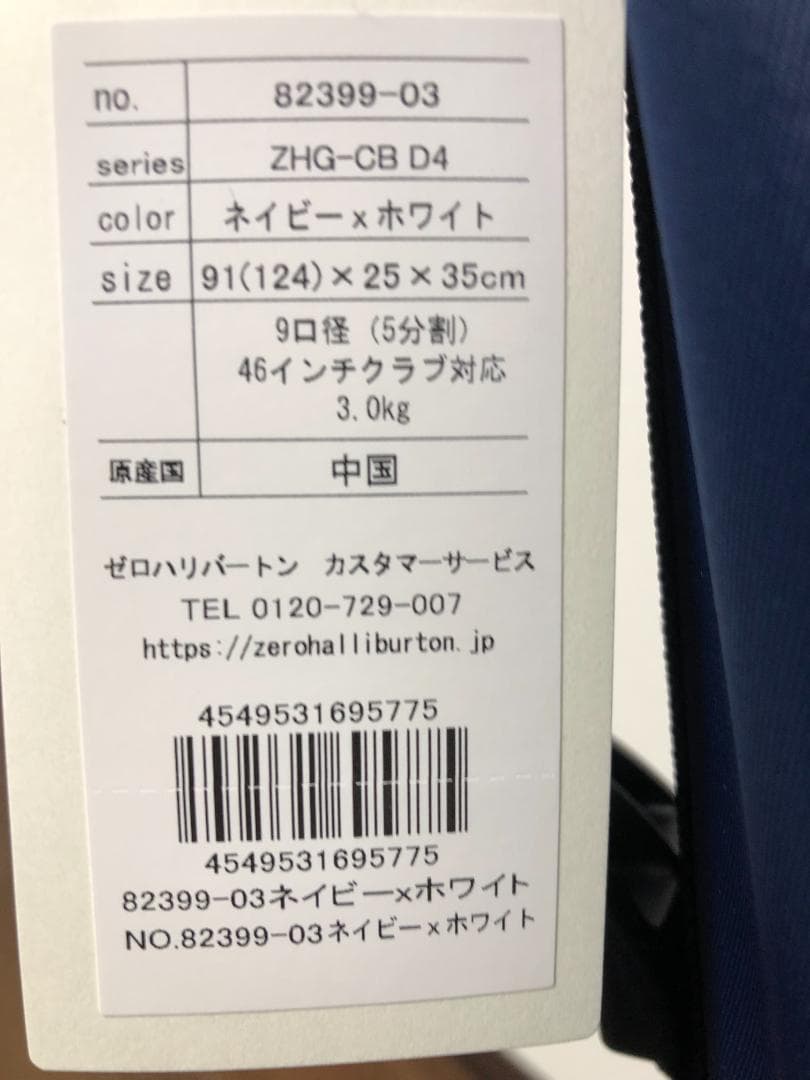 no. 82399-03
series ZHG-CB D4
color ネイビーxホワイト
size 91(124)×25×35cm
9口径（5分割）
46インチクラブ対応
3.0kg
原産国 中国
ゼロハリバートン カスタマーサービス
TEL 0120-729-007
https://zerohalliburton.jp
4549531695775
4549531695775
82399-03ネイビーxホワイト
NO.82399-03ネイビーxホワイト